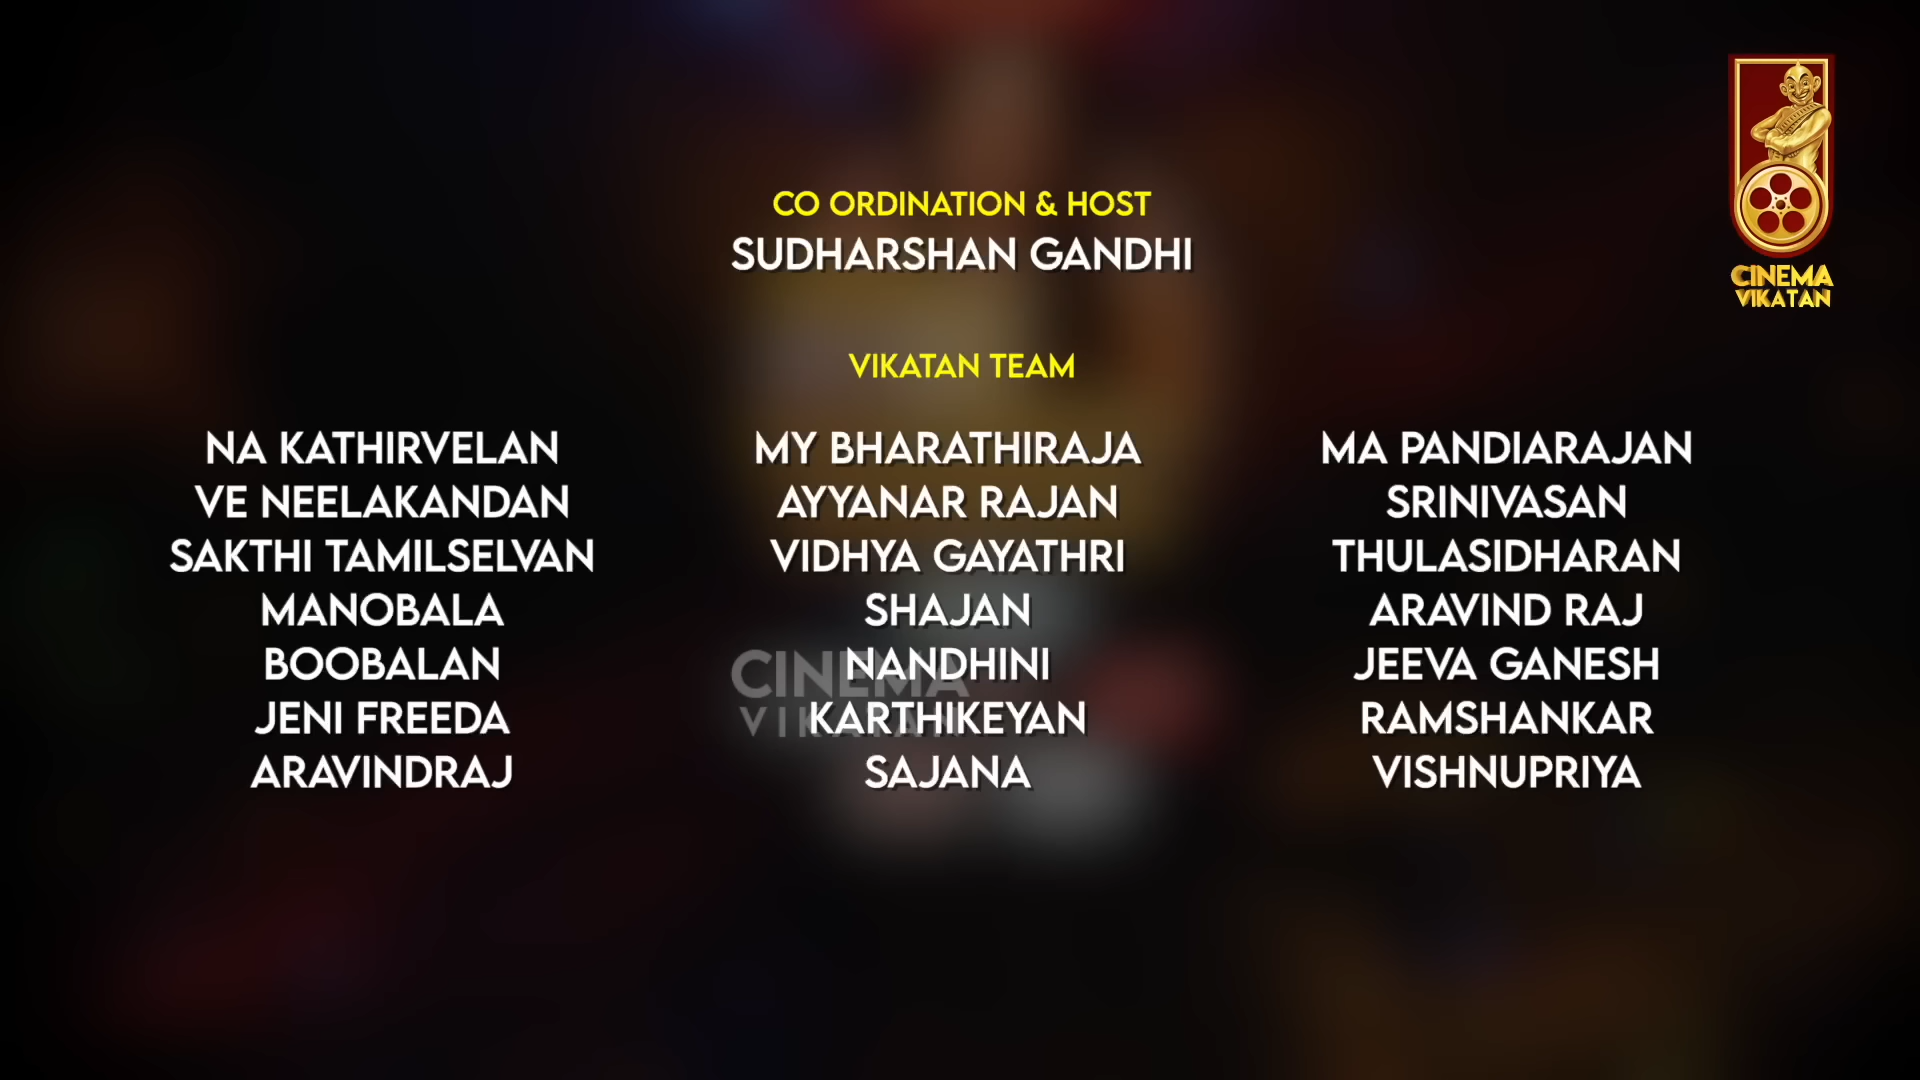 CO ORDINATION & HOST
SUDHARSHAN GANDHI
CINEMA
VIKATAN
VIKATAN TEAM
NA KATHIRVELAN
VE NEELAKANDAN
SAKTHI TAMILSELVAN
MANOBALA
BOOBALAN
JENI FREEDA
ARAVINDRAJ
MY BHARATHIRAJA
AYYANAR RAJAN
VIDHYA GAYATHRI
SHAJAN
NANDHINI
KARTHIKEYAN
SAJANA
CINEMA
VIKATAN
MA PANDIARAJAN
SRINIVASAN
THULASIDHARAN
ARAVIND RAJ
JEEVA GANESH
RAMSHANKAR
VISHNUPRIYA